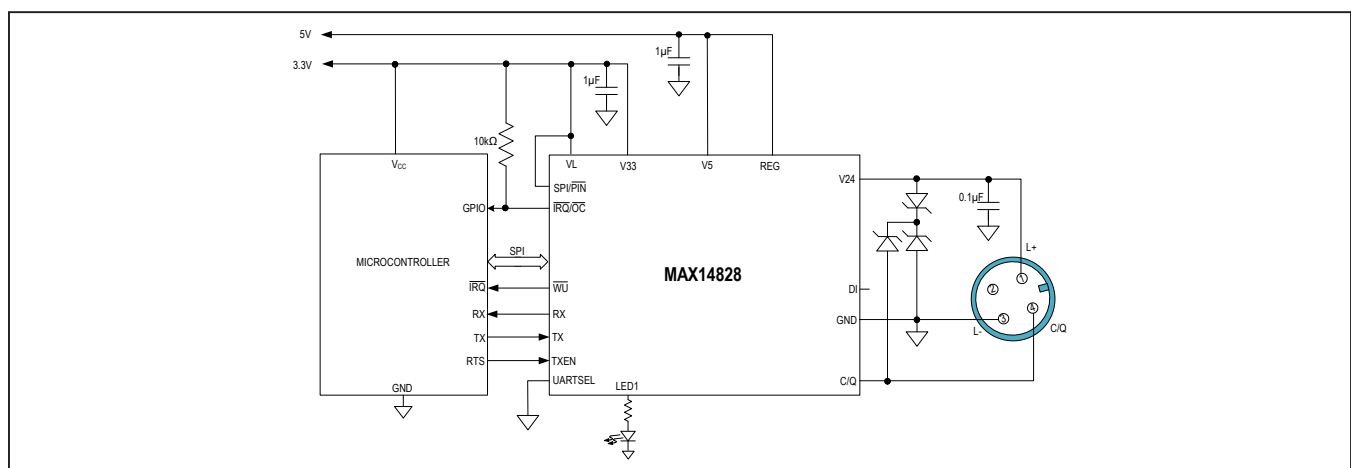 5V
1µF
3.3V
1µF
10kΩ
VCC
VL
V33
V5
REG
SPI/PIN
V24
GPIO
IRQ/OC
0.1µF
SPI
L+
MICROCONTROLLER
MAX14828
1
2
IRQ
WU
DI
4
RX
RX
GND
3
L-
C/Q
TX
TX
RTS
TXEN
GND
UARTSEL
LED1
C/Q